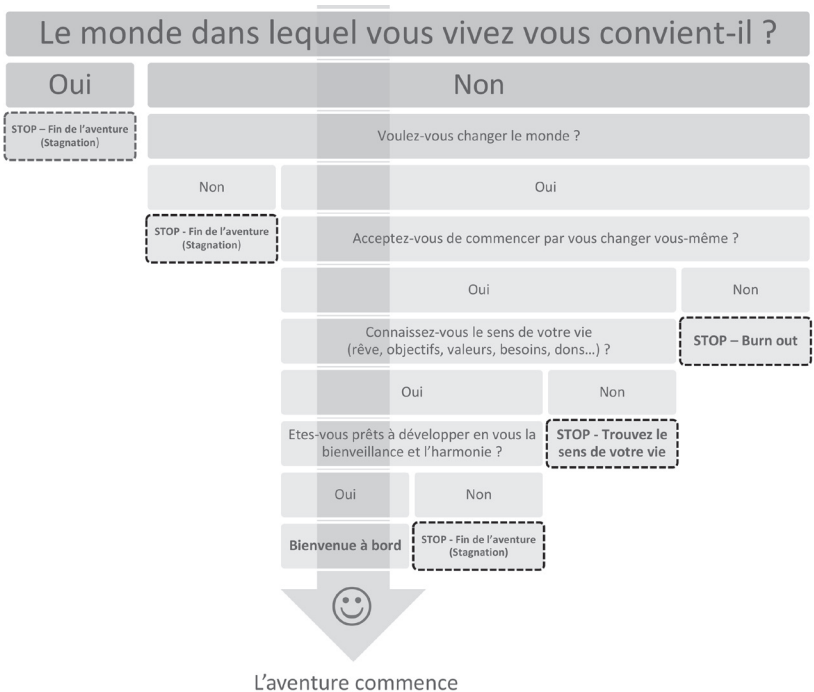 Le monde dans lequel vous vivez vous convient-il ?
Oui
Non
STOP – Fin de l'aventure
(Stagnation)
Voulez-vous changer le monde ?
Non
Oui
STOP - Fin de l'aventure
(Stagnation)
Acceptez-vous de commencer par vous changer vous-même ?
Oui
Non
Connaissez-vous le sens de votre vie
(rêve, objectifs, valeurs, besoins, dons...) ?
STOP – Burn out
Oui
Non
Etes-vous prêts à développer en vous la
bienveillance et l'harmonie ?
STOP - Trouvez le
sens de votre vie
Oui
Non
Bienvenue à bord
STOP - Fin de l'aventure
(Stagnation)
L'aventure commence